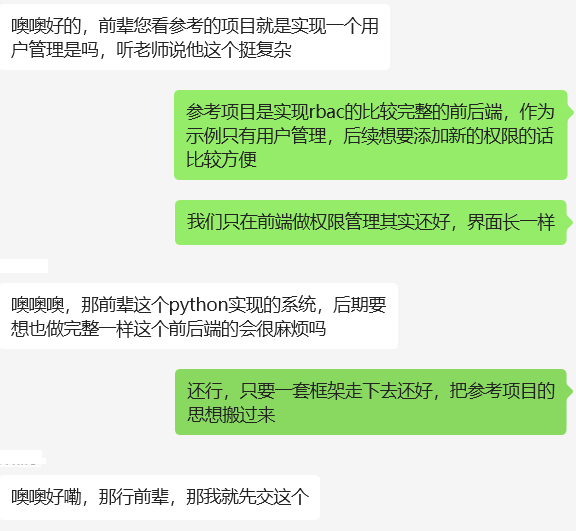 噢噢好的，前辈您看参考的项目就是实现一个用
户管理是吗，听老师说他这个挺复杂
参考项目是实现rbac的比较完整的前后端，作为
示例只有用户管理，后续想要添加新的权限的话
比较方便
我们只在前端做权限管理其实还好，界面长一样
噢噢噢，那前辈这个python实现的系统，后期要
想也做完整一样这个前后端的会很麻烦吗
还行，只要一套框架走下去还好，把参考项目的
思想搬过来
噢噢好嘞，那行前辈，那我就先交这个